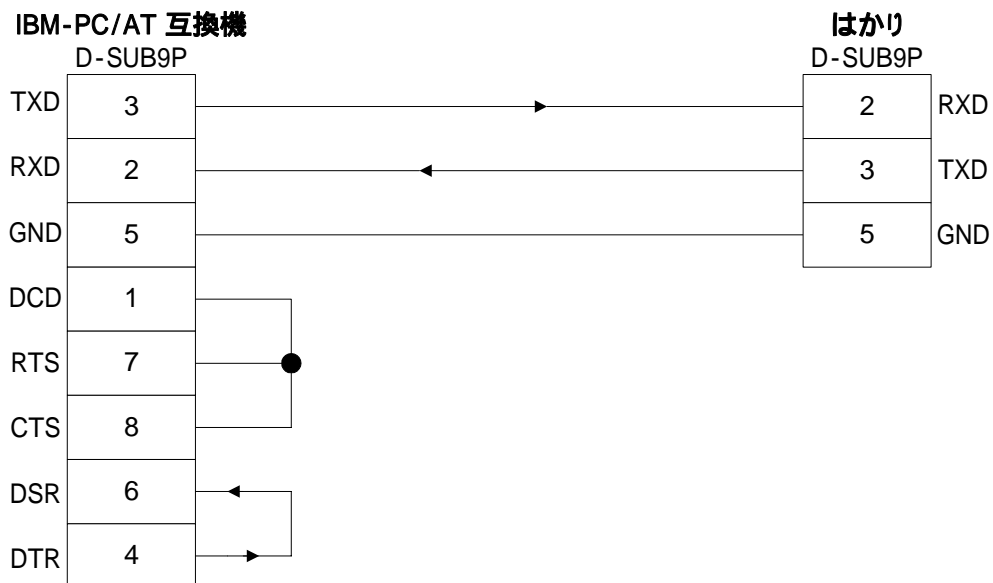 IBM-PC/AT 互換機 はかり
D-SUB9P D-SUB9P
TXD 3 2 RXD
RXD 2 3 TXD
GND 5 5 GND
DCD 1
RTS 7
CTS 8
DSR 6
DTR 4